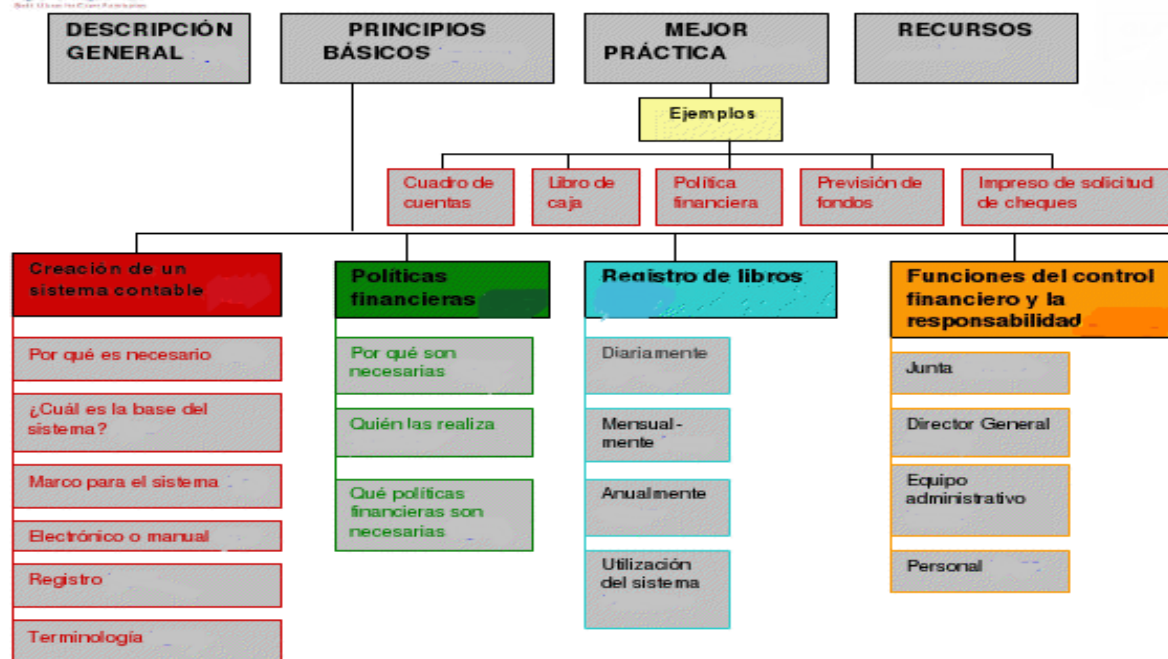 DESCRIPCIÓN
GENERAL
PRINCIPIOS
BÁSICOS
MEJOR
PRÁCTICA
RECURSOS
Ejemplos
Cuadro de
cuentas
Libro de
caja
Política
financiera
Previsión de
fondos
Impreso de solicitud
de cheques
Creación de un
sistema contable
Por qué es necesario
¿Cuál es la base del
sistema?
Marco para el sistema
Electrónico o manual
Registro
Terminología
Políticas
financieras
Por qué son
necesarias
Quién las realiza
Qué políticas
financieras son
necesarias
Registro de libros
Diariamente
Mensual-
mente
Anualmente
Utilización
del sistema
Funciones del control
financiero y la
responsabilidad
Junta
Director General
Equipo
administrativo
Personal